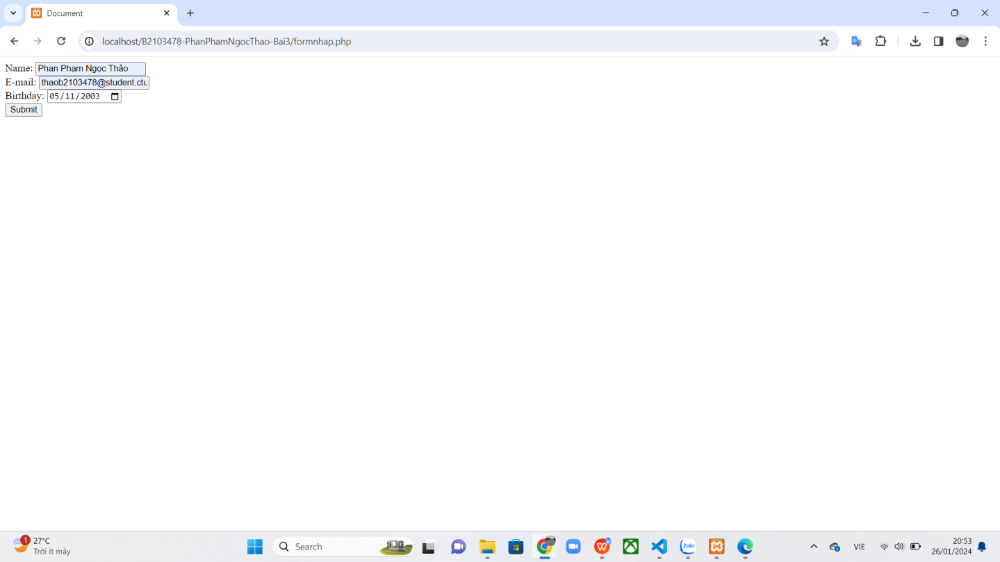 Document
localhost/B2103478-PhanPhamNgocThao-Bai3/formnhap.php
Name: Phan Phạm Ngọc Thảo
E-mail: thaob2103478@student.ctu
Birthday: 05/11/2003
Submit
1
27°C
Trời ít mây
Search
Zalo
VIE
20:53
26/01/2024